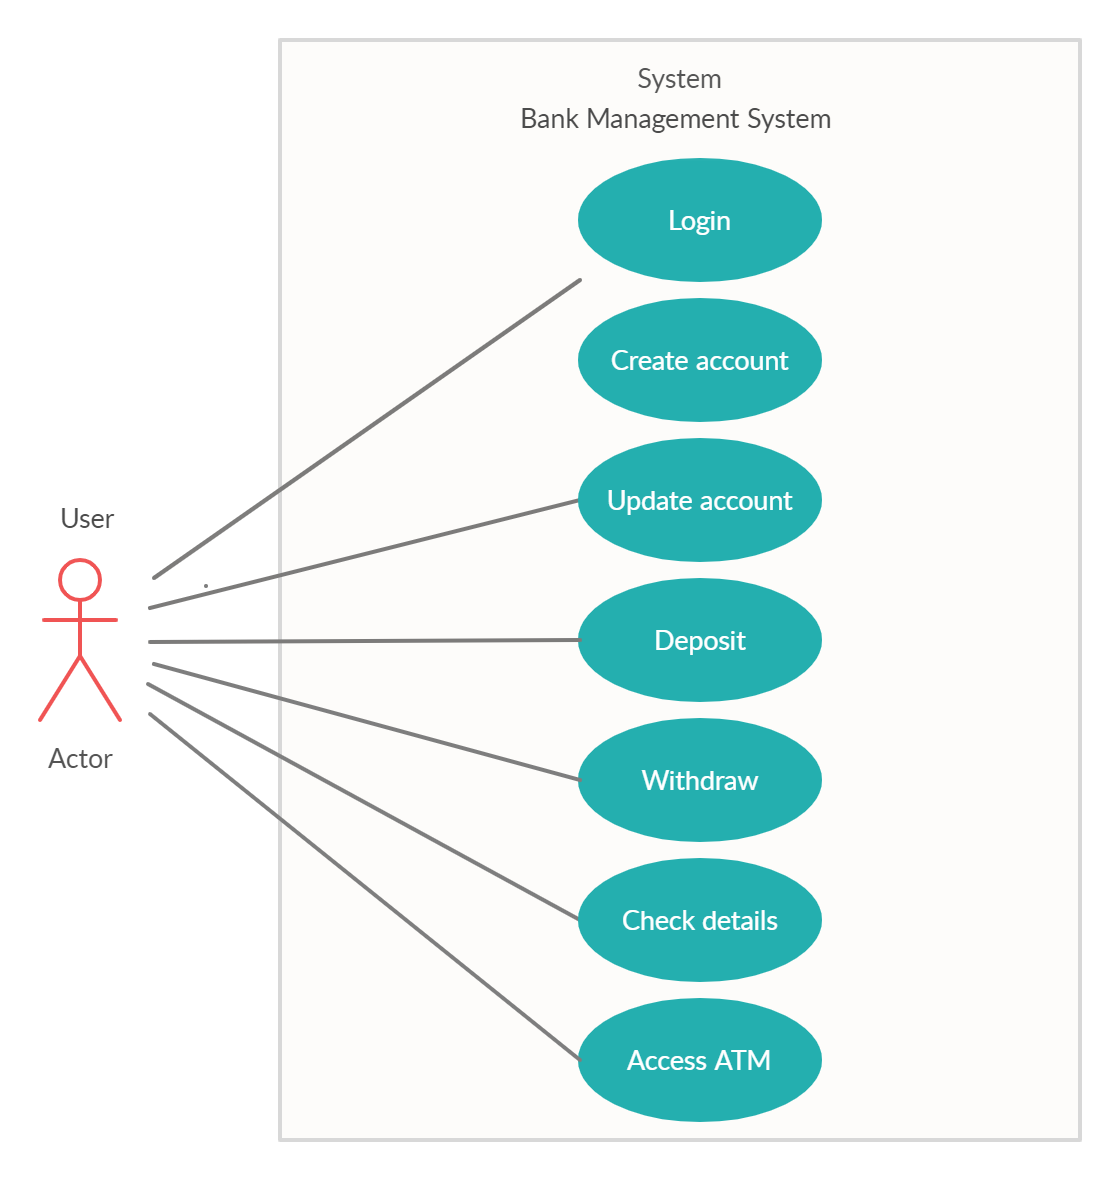 System
Bank Management System
Login
Create account
Update account
User
Deposit
Actor
Withdraw
Check details
Access ATM